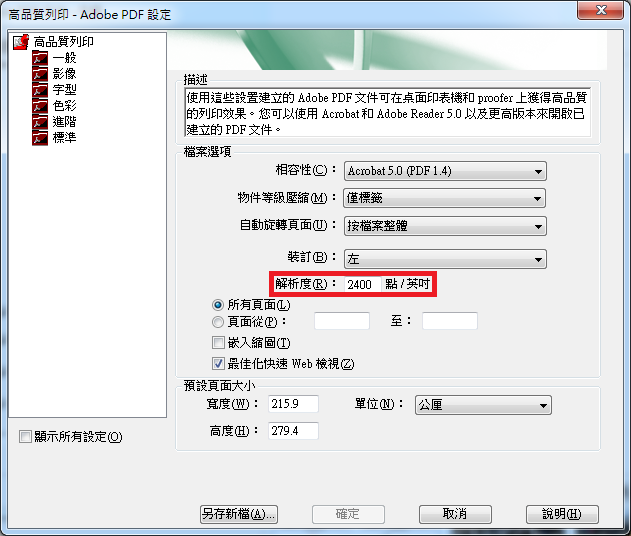 高品質列印 - Adobe PDF 設定
高品質列印
一般
影像
字型
色彩
進階
標準
顯示所有設定(O)
描述
使用這些設置建立的 Adobe PDF 文件可在桌面印表機和 proofer 上獲得高品質
的列印效果。您可以使用 Acrobat 和 Adobe Reader 5.0 以及更高版本來開啟已
建立的 PDF 文件。
檔案選項
相容性(C)： Acrobat 5.0 (PDF 1.4)
物件等級壓縮(M)： 僅標籤
自動旋轉頁面(U)： 按檔案整體
裝訂(B)： 左
解析度(R)： 2400 點 / 英吋
所有頁面(L)
頁面從(P)： 至：
嵌入縮圖(T)
最佳化快速 Web 檢視(Z)
預設頁面大小
寬度(W)： 215.9 單位(N)： 公厘
高度(H)： 279.4
另存新檔(A)... 確定 取消 說明(H)